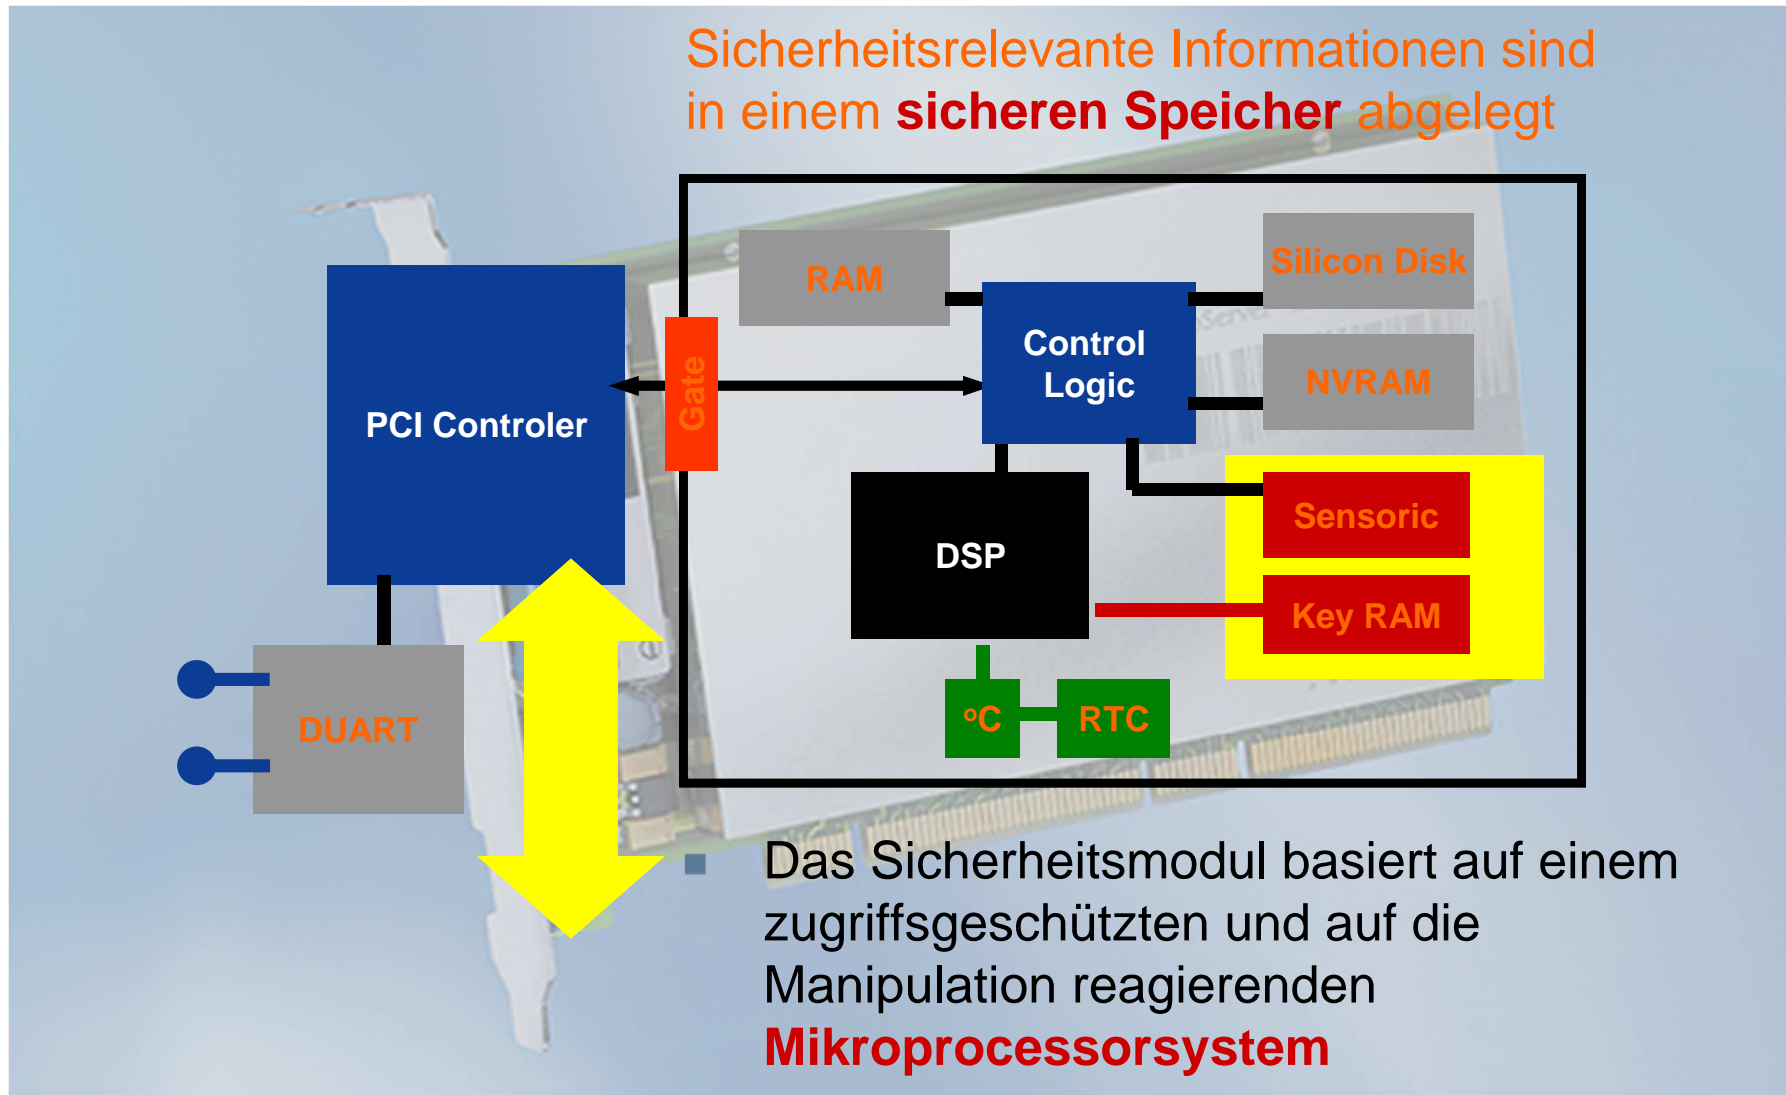 Sicherheitsrelevante Informationen sind
in einem sicheren Speicher abgelegt
RAM
Silicon Disk
Control
Logic
NVRAM
Gate
PCI Controler
Sensoric
DSP
Key RAM
DUART
°C
RTC
Das Sicherheitsmodul basiert auf einem
zugriffsgeschützten und auf die
Manipulation reagierenden
Mikroprocessorsystem